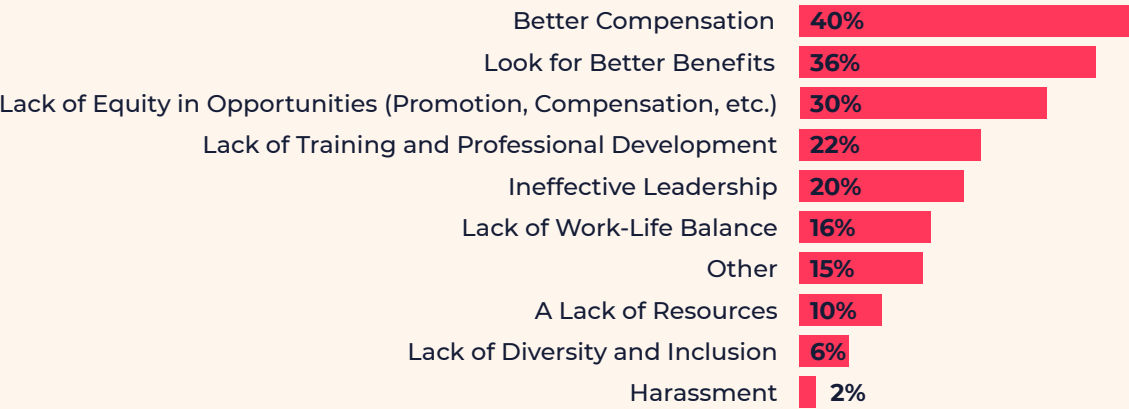 Better Compensation 40%
Look for Better Benefits 36%
Lack of Equity in Opportunities (Promotion, Compensation, etc.) 30%
Lack of Training and Professional Development 22%
Ineffective Leadership 20%
Lack of Work-Life Balance 16%
Other 15%
A Lack of Resources 10%
Lack of Diversity and Inclusion 6%
Harassment 2%